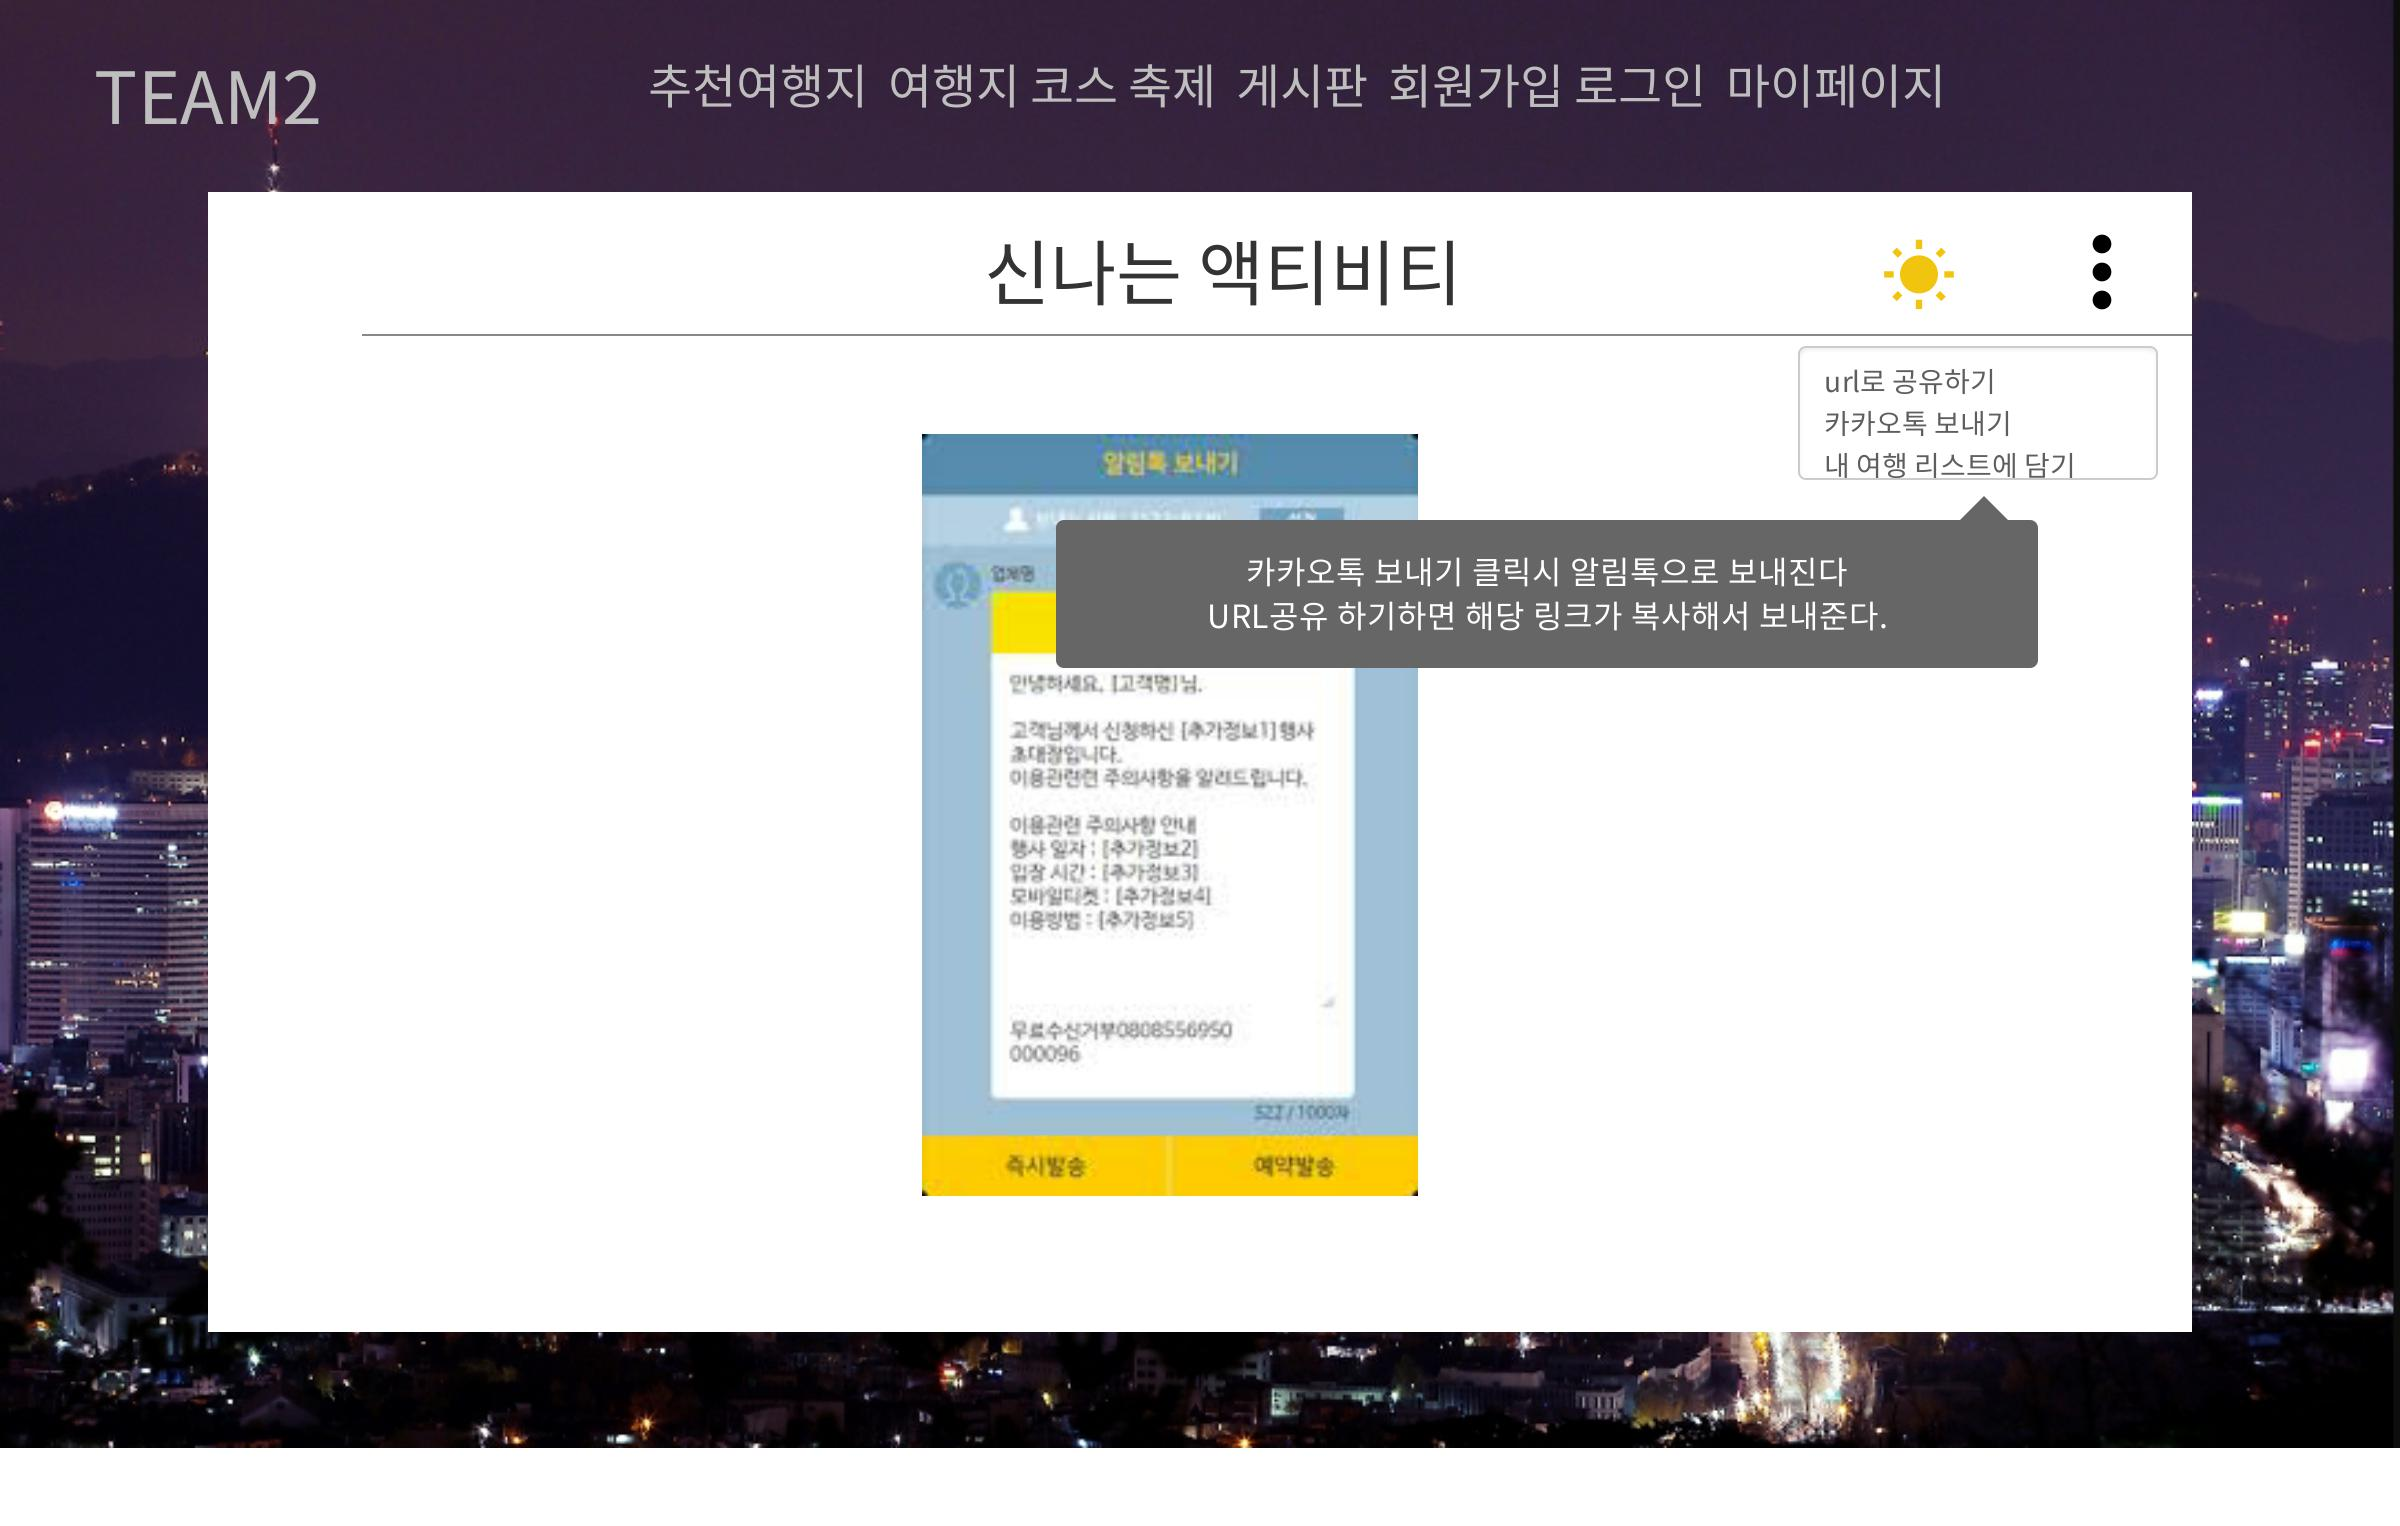 TEAM2
추천여행지 여행지 코스 축제 게시판 회원가입 로그인 마이페이지
신나는 액티비티
url로 공유하기
카카오톡 보내기
내 여행 리스트에 담기
알림톡 보내기
업체명
카카오톡 보내기 클릭시 알림톡으로 보내진다
URL공유 하기하면 해당 링크가 복사해서 보내준다.
안녕하세요, [고객명]님.
고객님께서 신청하신 [추가정보1]행사
초대장입니다.
이용관련련 주의사항을 알려드립니다.
이용관련 주의사항 안내
행사 일자 : [추가정보2]
입장 시간 : [추가정보3]
모바일티켓 : [추가정보4]
이용방법 : [추가정보5]
무료수신거부0808556950
000096
522 / 1000자
즉시발송 예약발송